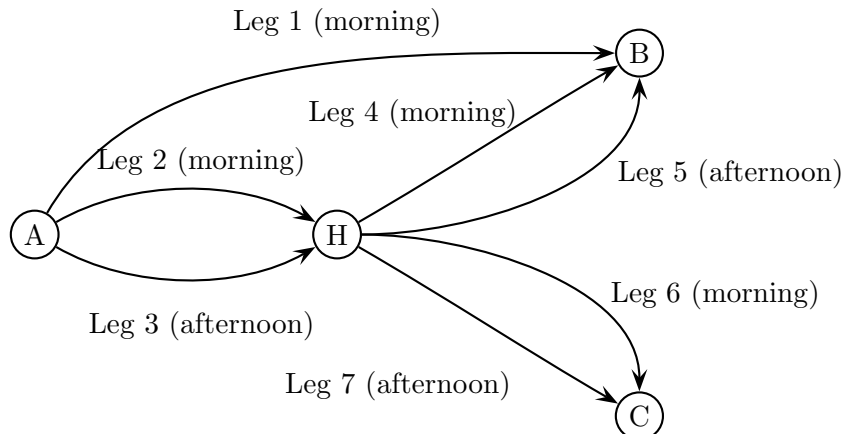 Leg 1 (morning)
B
Leg 4 (morning)
Leg 2 (morning)
Leg 5 (afternoon)
A
H
Leg 6 (morning)
Leg 3 (afternoon)
Leg 7 (afternoon)
C